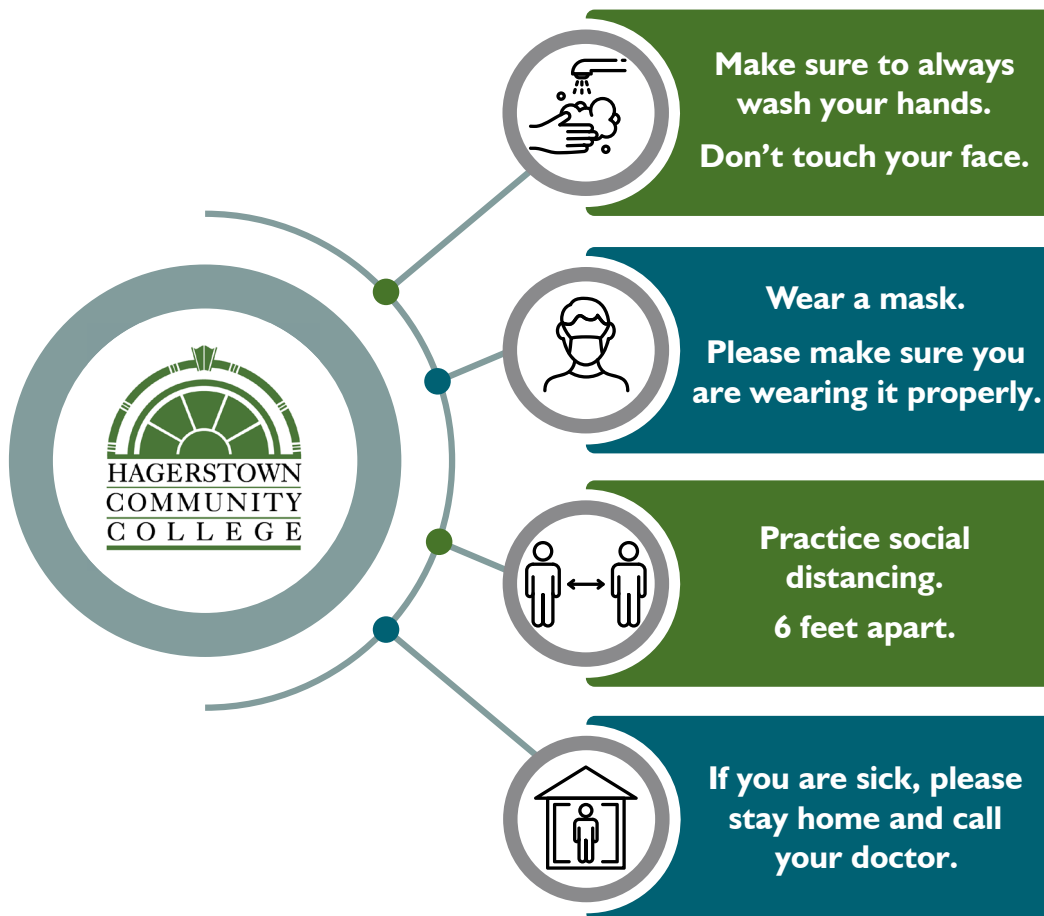 Make sure to always
wash your hands.
Don't touch your face.
Wear a mask.
Please make sure you
are wearing it properly.
HAGERSTOWN
COMMUNITY
COLLEGE
Practice social
distancing.
6 feet apart.
If you are sick, please
stay home and call
your doctor.